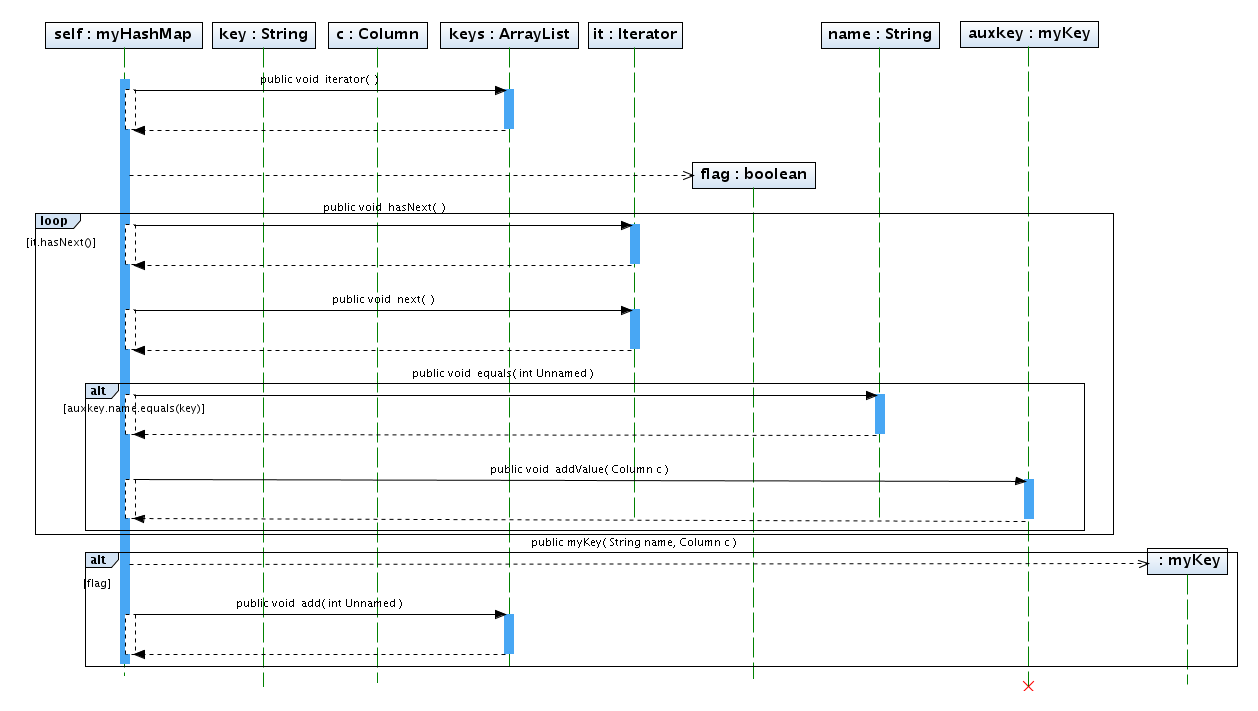 self : myHashMap
key : String
c : Column
keys : ArrayList
it : Iterator
name : String
auxkey : myKey
public void iterator( )
flag : boolean
public void hasNext( )
loop
[it.hasNext()]
public void next( )
public void equals( int Unnamed )
alt
[auxkey.name.equals(key)]
public void addValue( Column c )
public myKey( String name, Column c )
alt
: myKey
[flag]
public void add( int Unnamed )